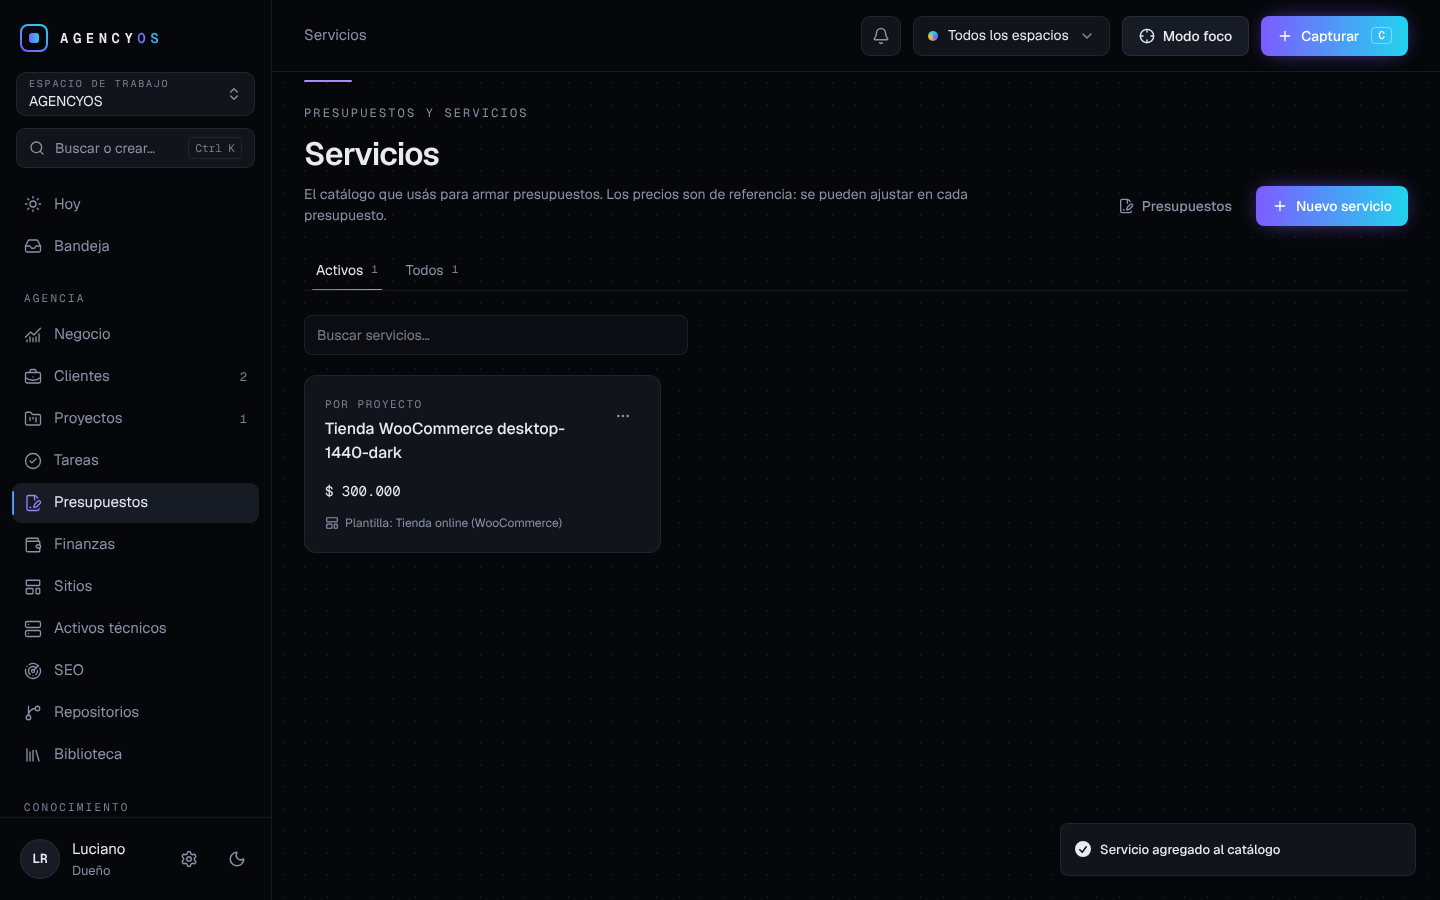 AGENCYOS
ESPACIO DE TRABAJO
AGENCYOS
Buscar o crear... Ctrl K
Hoy
Bandeja
AGENCIA
Negocio
Clientes 2
Proyectos 1
Tareas
Presupuestos
Finanzas
Sitios
Activos técnicos
SEO
Repositorios
Biblioteca
CONOCIMIENTO
LR
Luciano
Dueño
Servicios
Todos los espacios
Modo foco
Capturar C
PRESUPUESTOS Y SERVICIOS
Servicios
El catálogo que usás para armar presupuestos. Los precios son de referencia: se pueden ajustar en cada
presupuesto.
Presupuestos
Nuevo servicio
Activos 1
Todos 1
Buscar servicios...
POR PROYECTO
Tienda WooCommerce desktop-
1440-dark
$ 300.000
Plantilla: Tienda online (WooCommerce)
Servicio agregado al catálogo